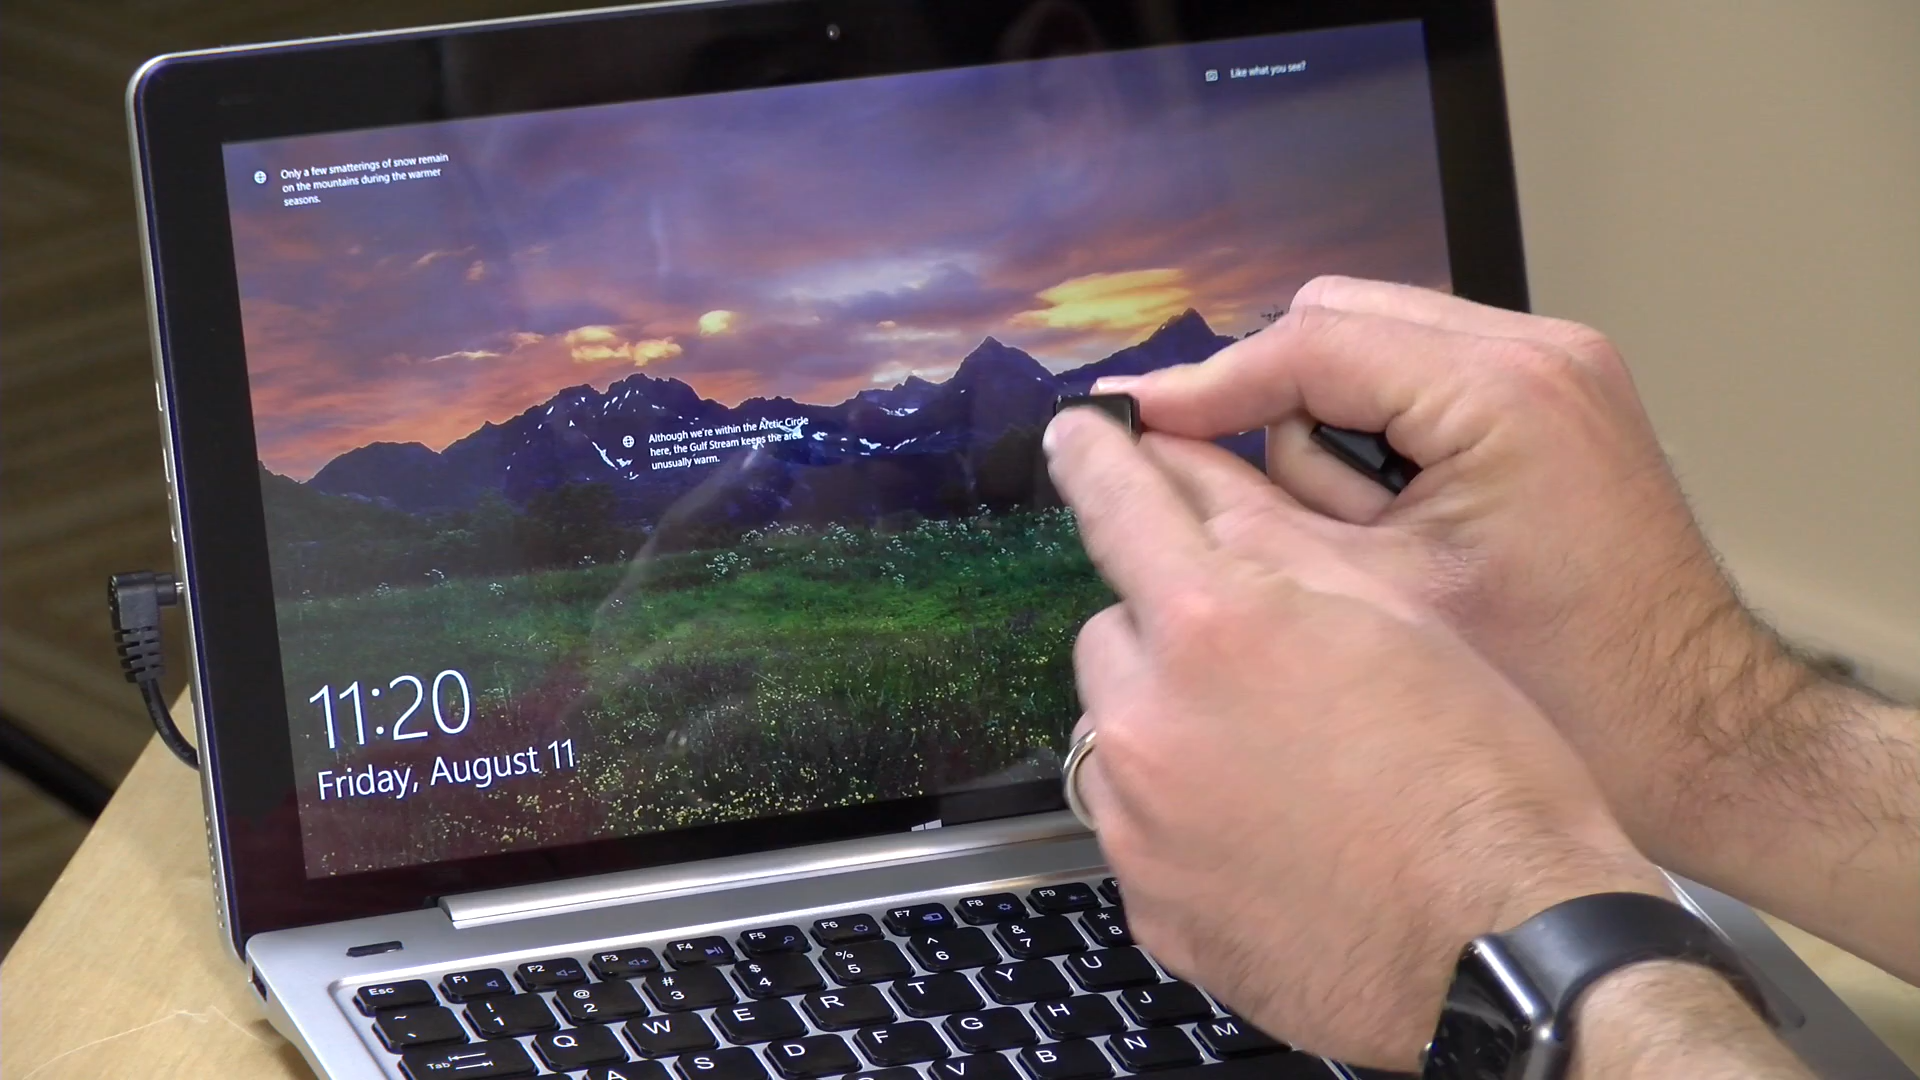 Like what you see?
Only a few smatterings of snow remain
on the mountains during the warmer
seasons.
Although we're within the Arctic Circle
here, the Gulf Stream keeps the area
unusually warm.
11:20
Friday, August 11
Esc F1 F2 F3 F4 F5 F6 F7 F8 F9
~ ! @ # $ % ^ & *
` 1 2 3 4 5 6 7 8
Tab Q W E R T Y U
A S D F G H J
V B N M